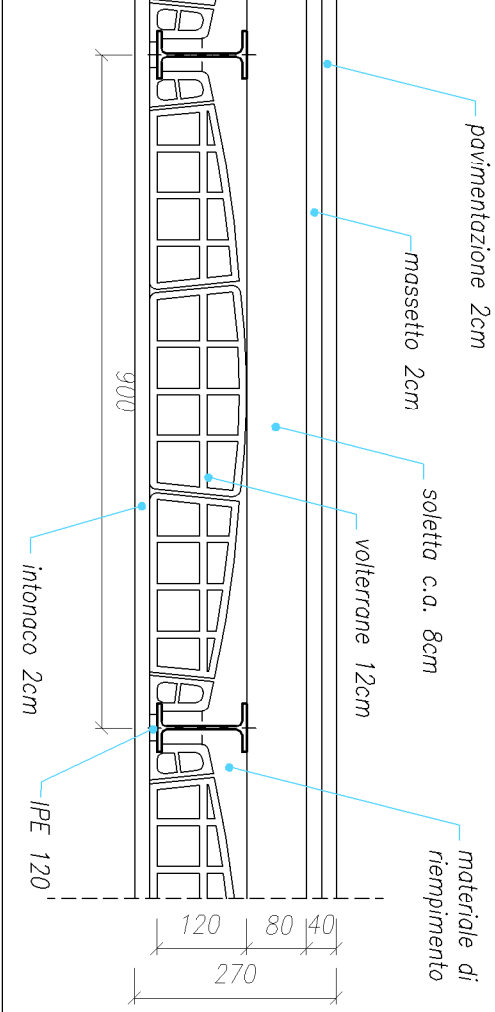 pavimentazione 2cm
massetto 2cm
soletta c.a. 8cm
volterrane 12cm
materiale di
riempimento
900
intonaco 2cm
IPE 120
120
80
40
270